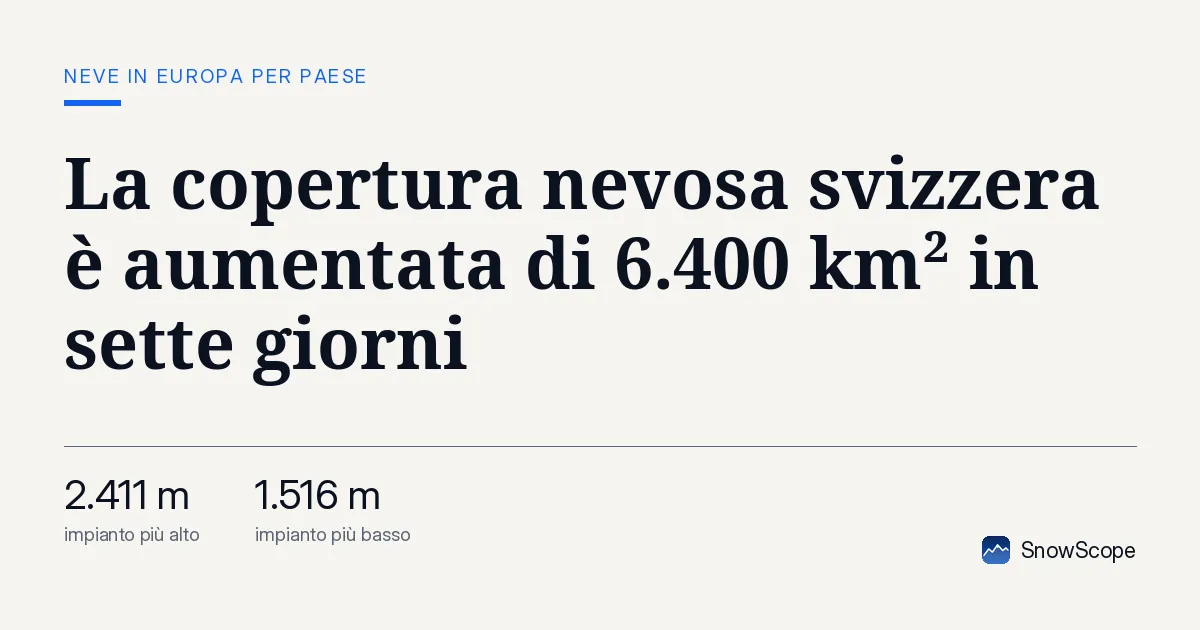 NEVE IN EUROPA PER PAESE
La copertura nevosa svizzera
è aumentata di 6.400 km² in
sette giorni
2.411 m
impianto più alto
1.516 m
impianto più basso
SnowScope